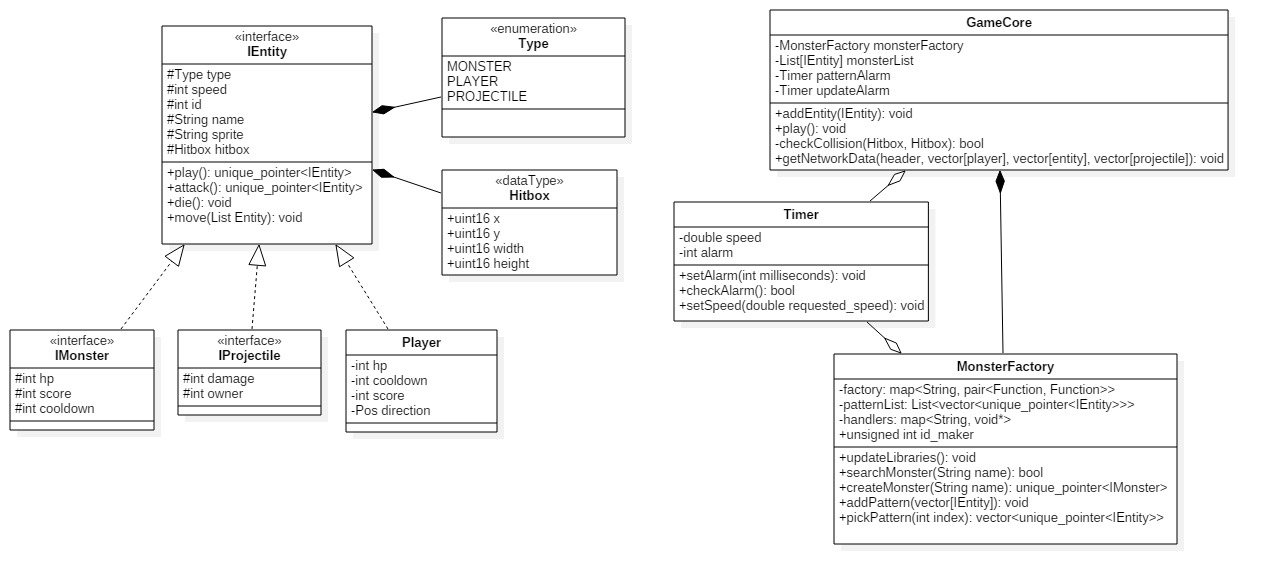 «interface»
IEntity
#Type type
#int speed
#int id
#String name
#String sprite
#Hitbox hitbox
+play(): unique_pointer<IEntity>
+attack(): unique_pointer<IEntity>
+die(): void
+move(List Entity): void
«enumeration»
Type
MONSTER
PLAYER
PROJECTILE
«dataType»
Hitbox
+uint16 x
+uint16 y
+uint16 width
+uint16 height
«interface»
IMonster
#int hp
#int score
#int cooldown
«interface»
IProjectile
#int damage
#int owner
Player
-int hp
-int cooldown
-int score
-Pos direction
GameCore
-MonsterFactory monsterFactory
-List[IEntity] monsterList
-Timer patternAlarm
-Timer updateAlarm
+addEntity(IEntity): void
+play(): void
-checkCollision(Hitbox, Hitbox): bool
+getNetworkData(header, vector[player], vector[entity], vector[projectile]): void
Timer
-double speed
-int alarm
+setAlarm(int milliseconds): void
+checkAlarm(): bool
+setSpeed(double requested_speed): void
MonsterFactory
-factory: map<String, pair<Function, Function>>
-patternList: List<vector<unique_pointer<IEntity>>>
-handlers: map<String, void*>
+unsigned int id_maker
+updateLibraries(): void
+searchMonster(String name): bool
+createMonster(String name): unique_pointer<IMonster>
+addPattern(vector[IEntity]): void
+pickPattern(int index): vector<unique_pointer<IEntity>>